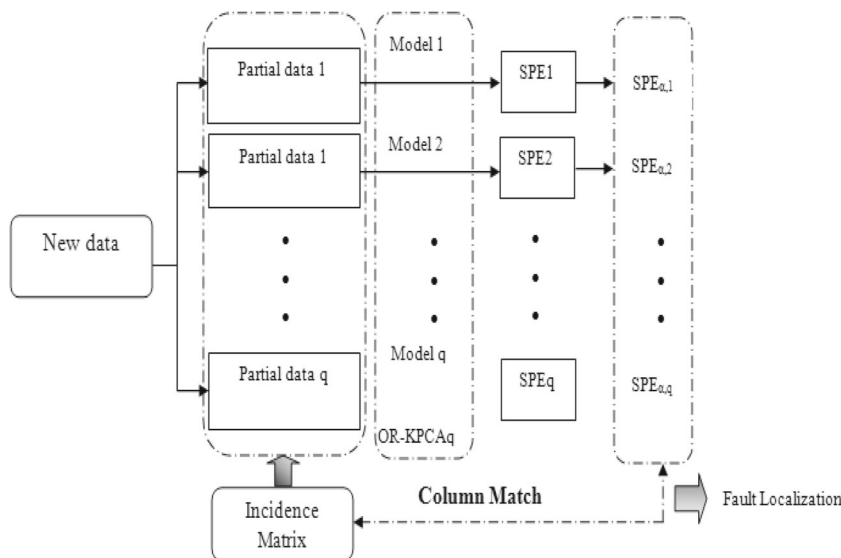 Model 1
Partial data 1
SPE1
SPEα,1
Partial data 1
Model 2
SPE2
SPEα,2
New data
Partial data q
Model q
SPEq
SPEα,q
OR-KPCAq
Incidence
Matrix
Column Match
Fault Localization